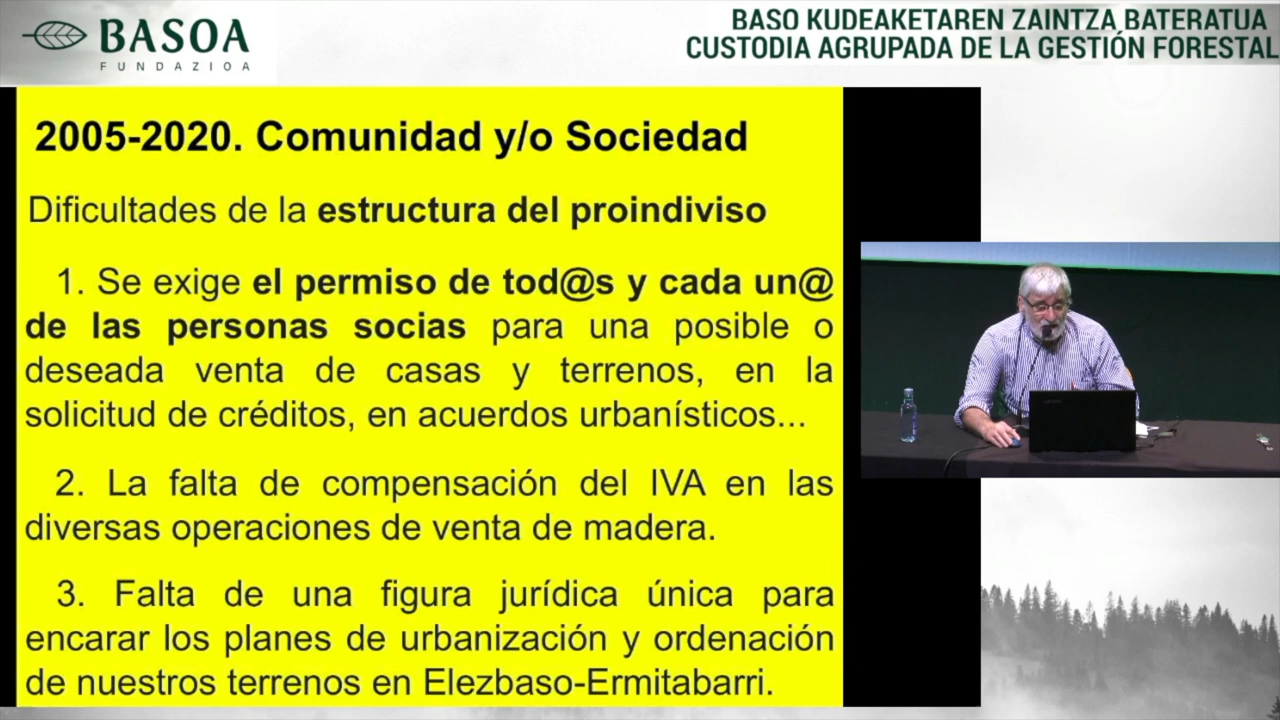 BASOA
FUNDAZIOA
BASO KUDEAKETAREN ZAINTZA BATERATUA
CUSTODIA AGRUPADA DE LA GESTIÓN FORESTAL
2005-2020. Comunidad y/o Sociedad
Dificultades de la estructura del proindiviso
1. Se exige el permiso de tod@s y cada un@
de las personas socias para una posible o
deseada venta de casas y terrenos, en la
solicitud de créditos, en acuerdos urbanísticos...
2. La falta de compensación del IVA en las
diversas operaciones de venta de madera.
3. Falta de una figura jurídica única para
encarar los planes de urbanización y ordenación
de nuestros terrenos en Elezbaso-Ermitabarri.